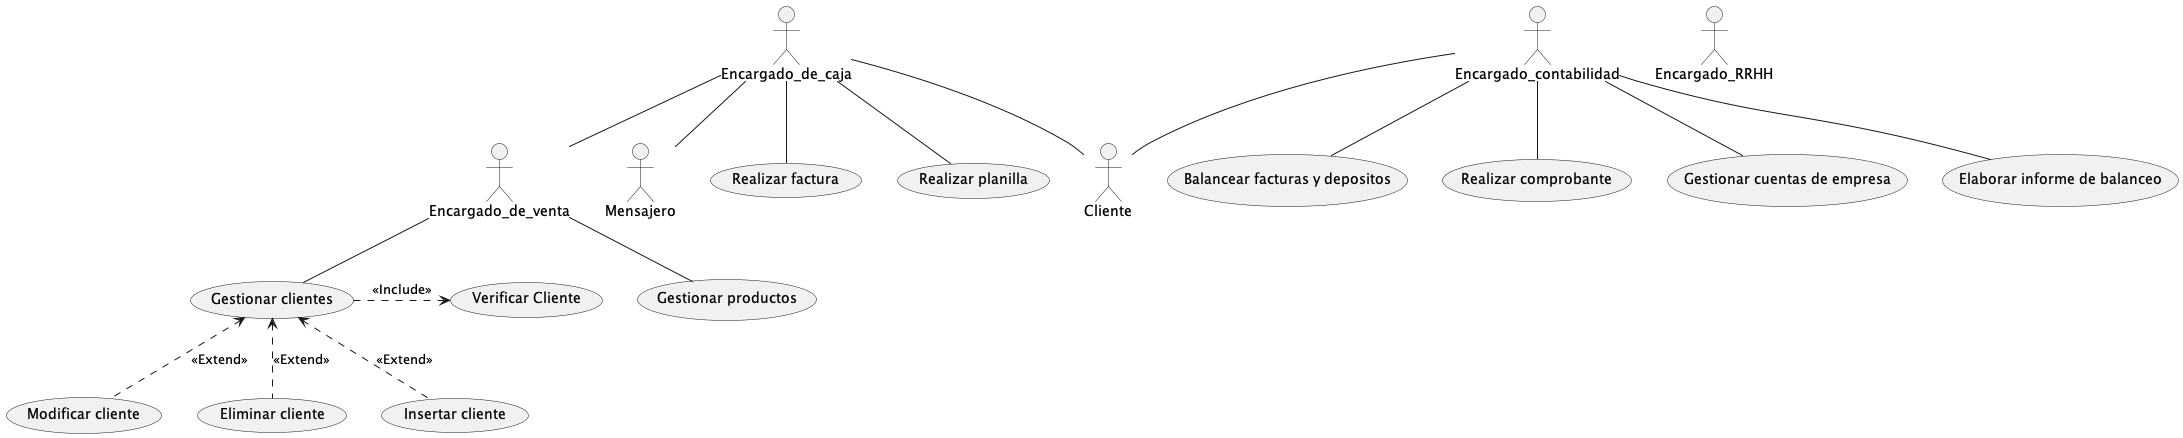 Encargado_de_caja
Encargado_contabilidad
Encargado_RRHH
Encargado_de_venta
Mensajero
Realizar factura
Realizar planilla
Cliente
Balancear facturas y depositos
Realizar comprobante
Gestionar cuentas de empresa
Elaborar informe de balanceo
Gestionar clientes
«Include»
Verificar Cliente
Gestionar productos
«Extend»
«Extend»
«Extend»
Modificar cliente
Eliminar cliente
Insertar cliente